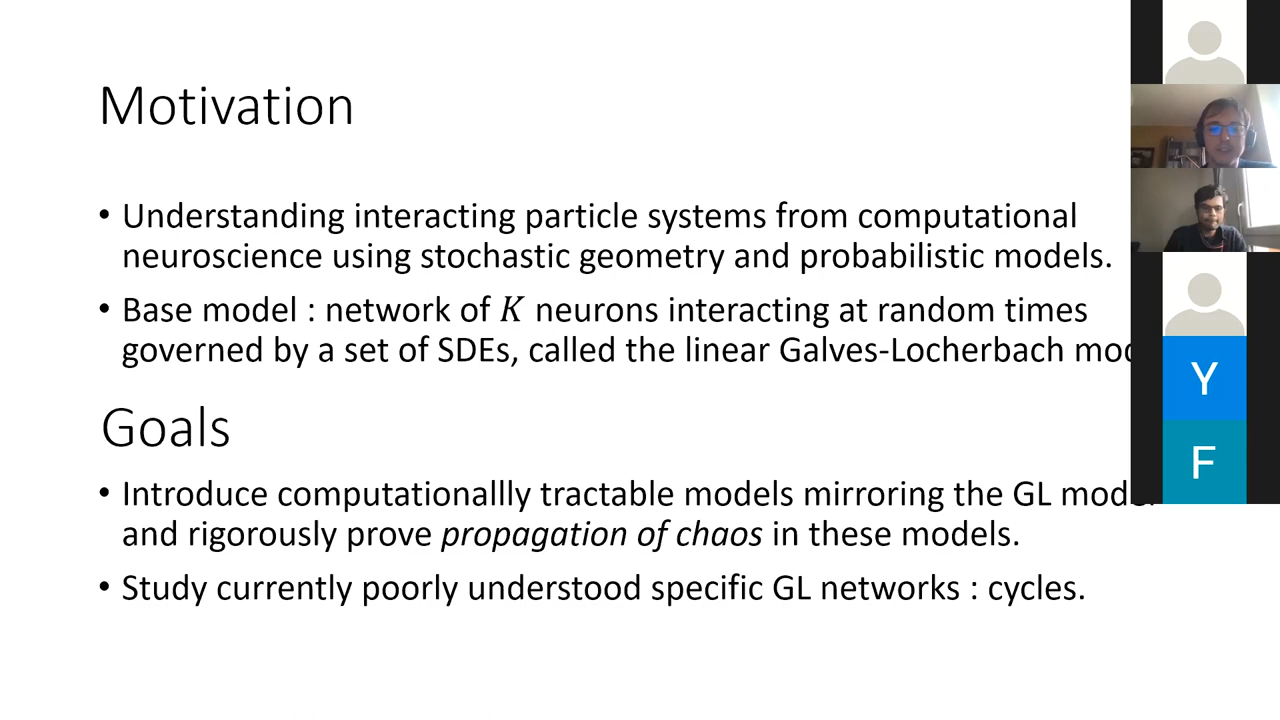 Motivation
• Understanding interacting particle systems from computational
neuroscience using stochastic geometry and probabilistic models.
• Base model : network of K neurons interacting at random times
governed by a set of SDEs, called the linear Galves-Locherbach
Goals
• Introduce computationallly tractable models mirroring the GL model
and rigorously prove propagation of chaos in these models.
• Study currently poorly understood specific GL networks : cycles.
Y
F